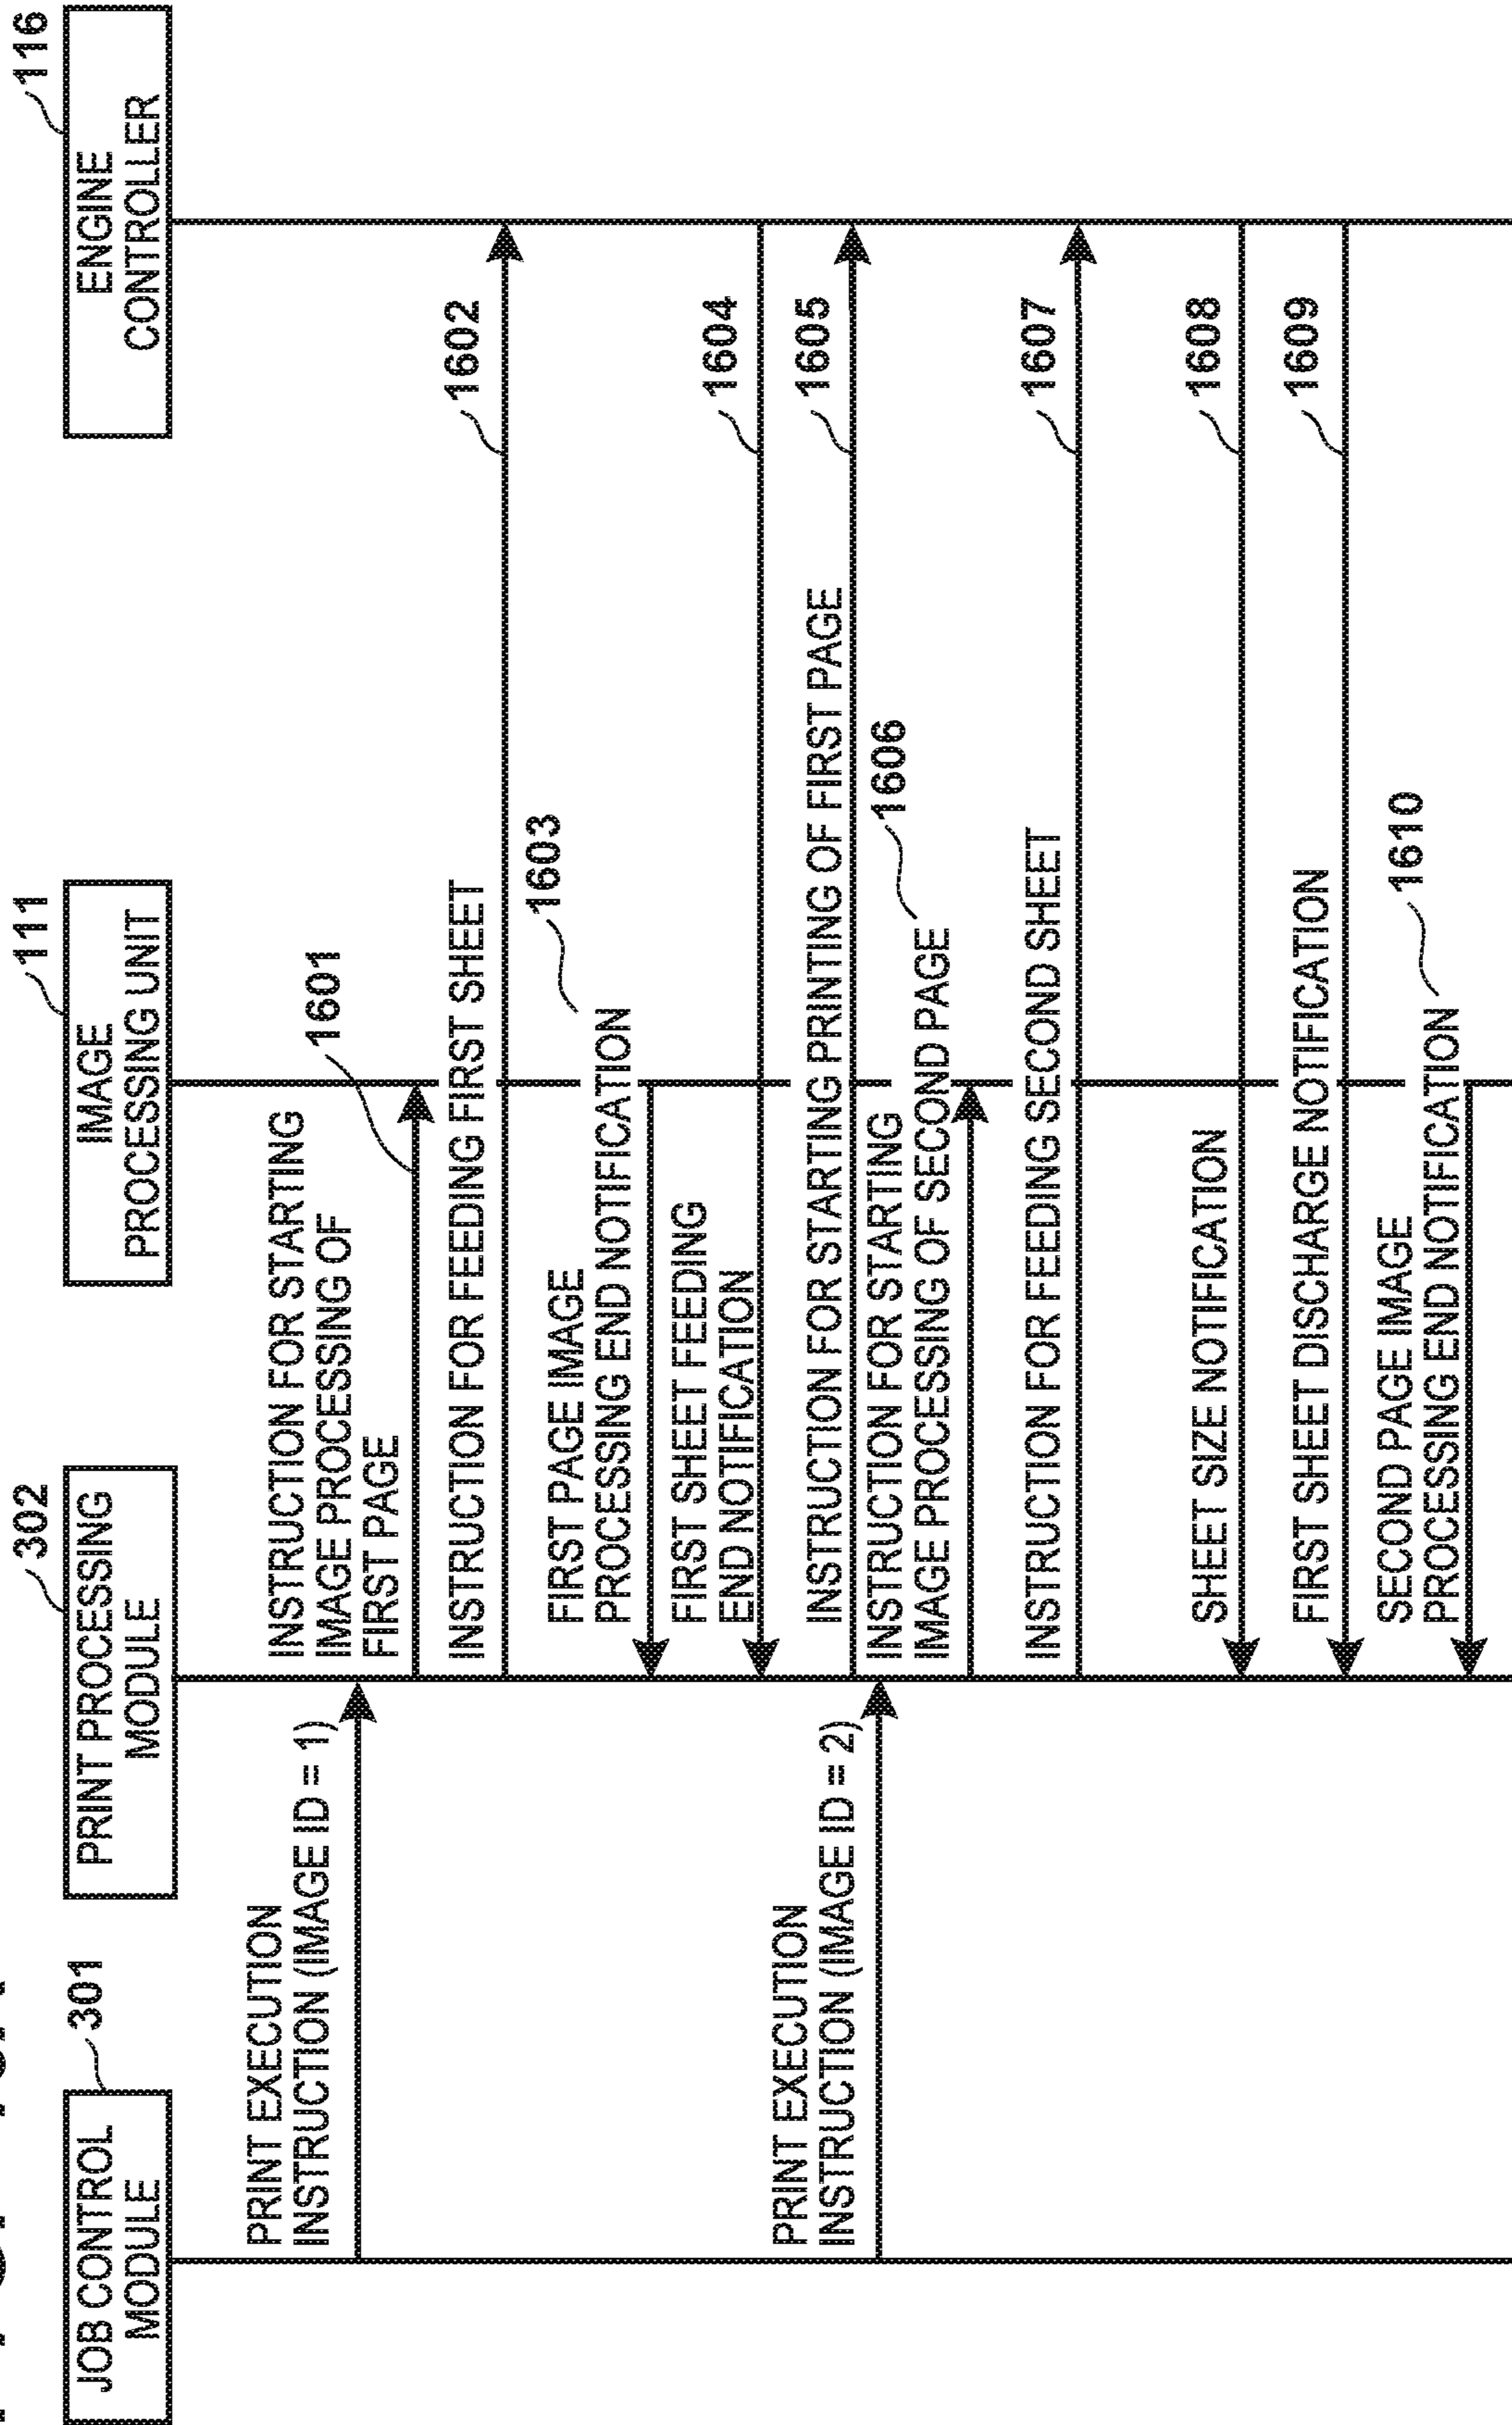 JOB CONTROL
MODULE
301
PRINT PROCESSING
MODULE
302
IMAGE
PROCESSING UNIT
111
ENGINE
CONTROLLER
116
PRINT EXECUTION
INSTRUCTION (IMAGE ID = 1)
INSTRUCTION FOR STARTING
IMAGE PROCESSING OF
FIRST PAGE
1601
INSTRUCTION FOR FEEDING FIRST SHEET
1602
FIRST PAGE IMAGE
PROCESSING END NOTIFICATION
1603
FIRST SHEET FEEDING
END NOTIFICATION
1604
INSTRUCTION FOR STARTING PRINTING OF FIRST PAGE
1605
PRINT EXECUTION
INSTRUCTION (IMAGE ID = 2)
INSTRUCTION FOR STARTING
IMAGE PROCESSING OF SECOND PAGE
1606
INSTRUCTION FOR FEEDING SECOND SHEET
1607
SHEET SIZE NOTIFICATION
1608
FIRST SHEET DISCHARGE NOTIFICATION
1609
SECOND PAGE IMAGE
PROCESSING END NOTIFICATION
1610